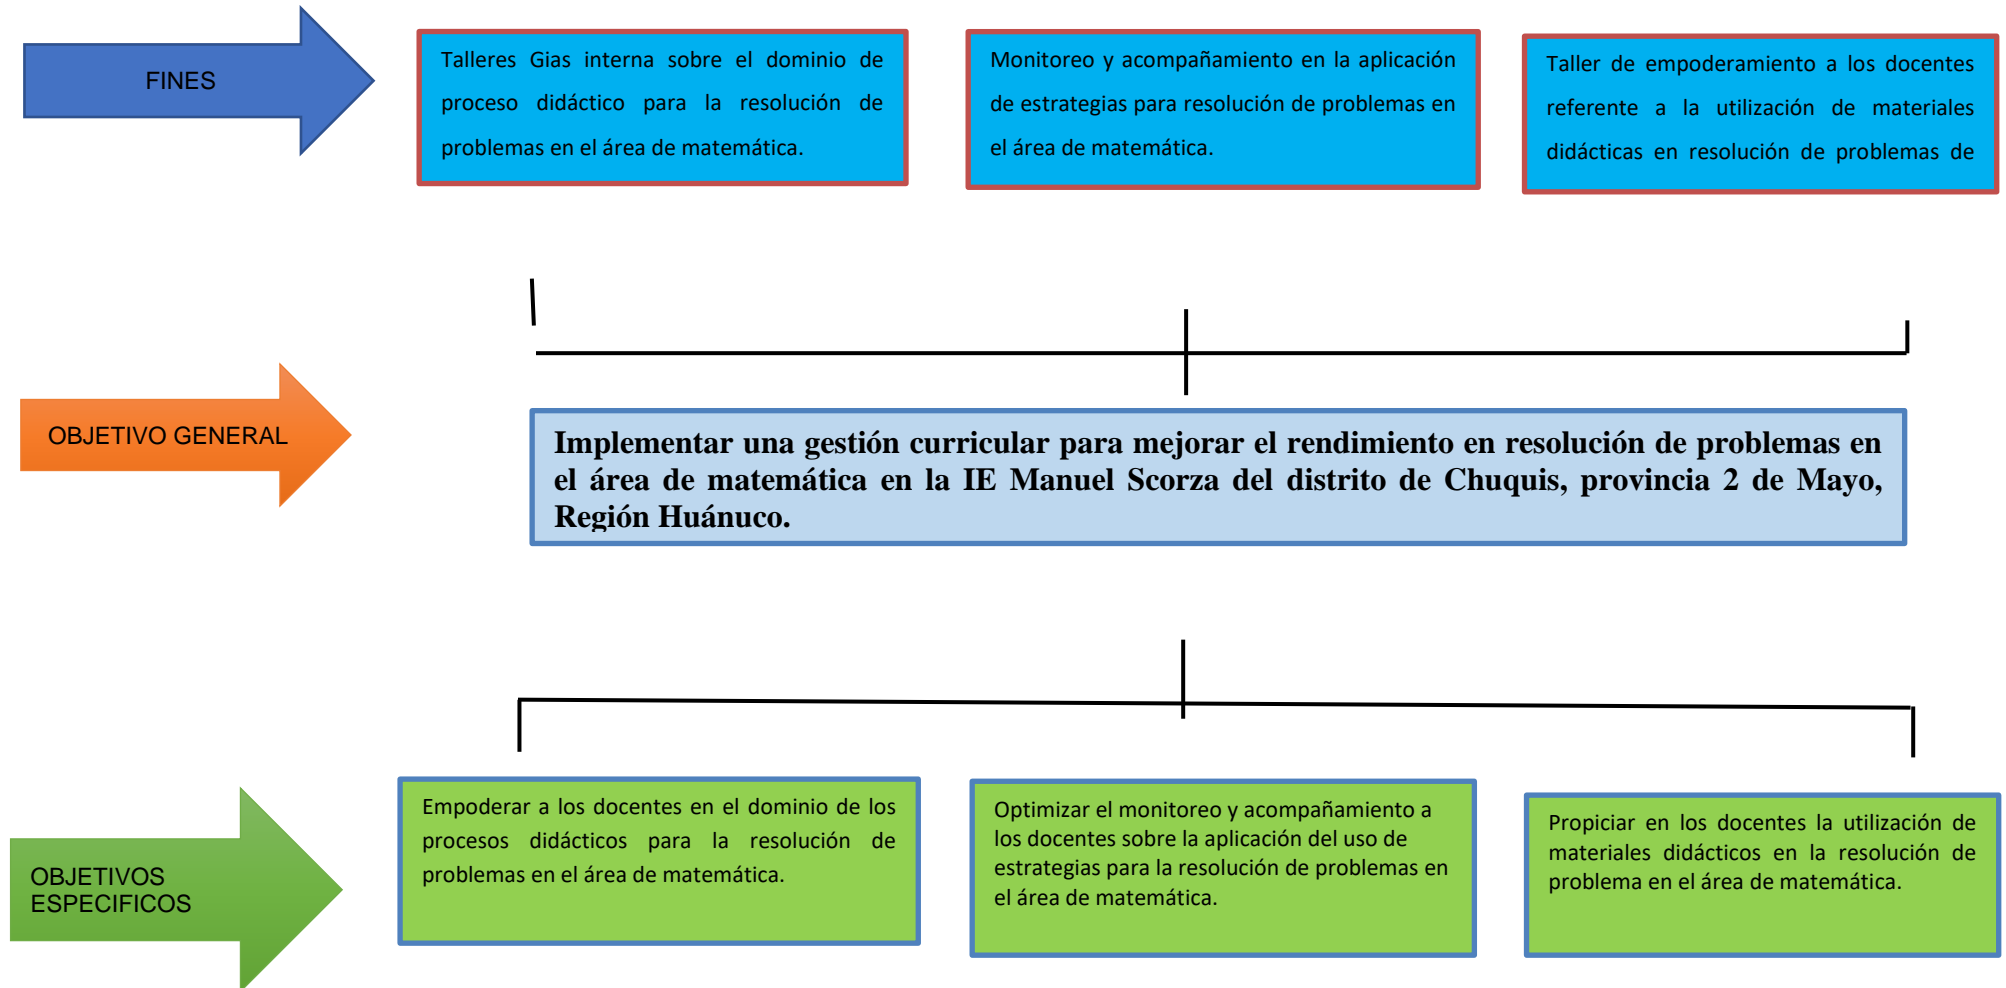 FINES
Talleres Gias interna sobre el dominio de
proceso didáctico para la resolución de
problemas en el área de matemática.
Monitoreo y acompañamiento en la aplicación
de estrategias para resolución de problemas en
el área de matemática.
Taller de empoderamiento a los docentes
referente a la utilización de materiales
didácticas en resolución de problemas de
OBJETIVO GENERAL
Implementar una gestión curricular para mejorar el rendimiento en resolución de problemas en
el área de matemática en la IE Manuel Scorza del distrito de Chuquis, provincia 2 de Mayo,
Región Huánuco.
OBJETIVOS
ESPECIFICOS
Empoderar a los docentes en el dominio de los
procesos didácticos para la resolución de
problemas en el área de matemática.
Optimizar el monitoreo y acompañamiento a
los docentes sobre la aplicación del uso de
estrategias para la resolución de problemas en
el área de matemática.
Propiciar en los docentes la utilización de
materiales didácticos en la resolución de
problema en el área de matemática.